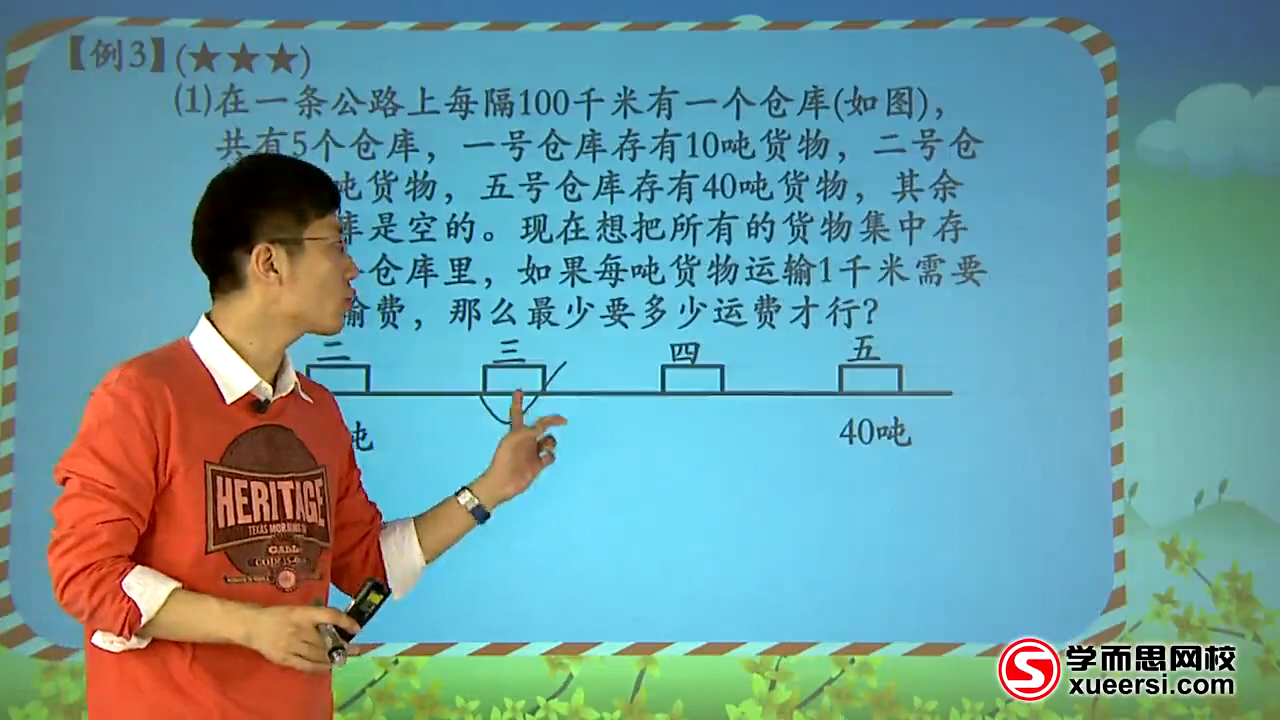 【例3】(★★★)
(1)在一条公路上每隔100千米有一个仓库(如图)，
共有5个仓库，一号仓库存有10吨货物，二号仓
吨货物，五号仓库存有40吨货物，其余
库是空的。现在想把所有的货物集中存
仓库里，如果每吨货物运输1千米需要
输费，那么最少要多少运费才行？
二 三 四 五
吨 40吨
HERITAGE
TEXAS
学而思网校
xueersi.com